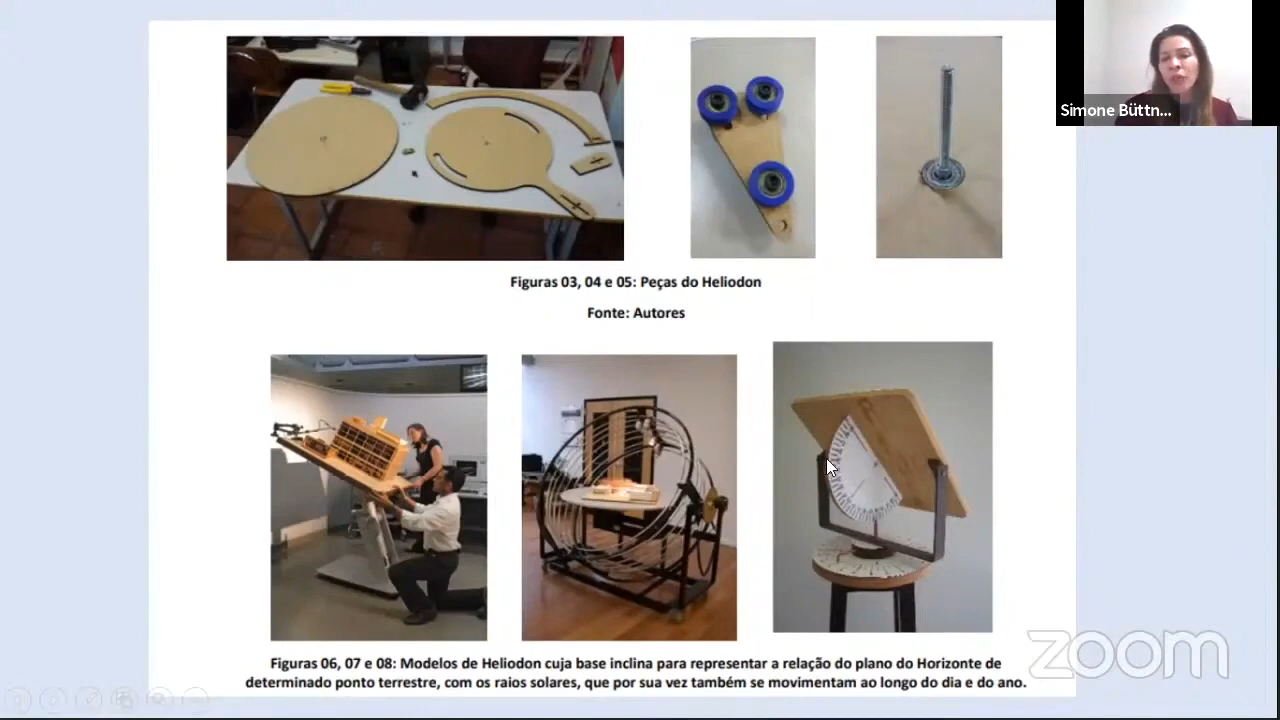 Simone Büttn...
Figuras 03, 04 e 05: Peças do Heliodon
Fonte: Autores
Figuras 06, 07 e 08: Modelos de Heliodon cuja base inclina para representar a relação do plano do Horizonte de
determinado ponto terrestre, com os raios solares, que por sua vez também se movimentam ao longo do dia e do ano.
zoom